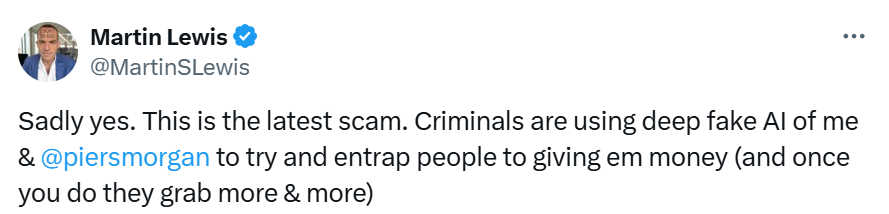 Martin Lewis
@MartinSLewis
Sadly yes. This is the latest scam. Criminals are using deep fake AI of me
& @piersmorgan to try and entrap people to giving em money (and once
you do they grab more & more)